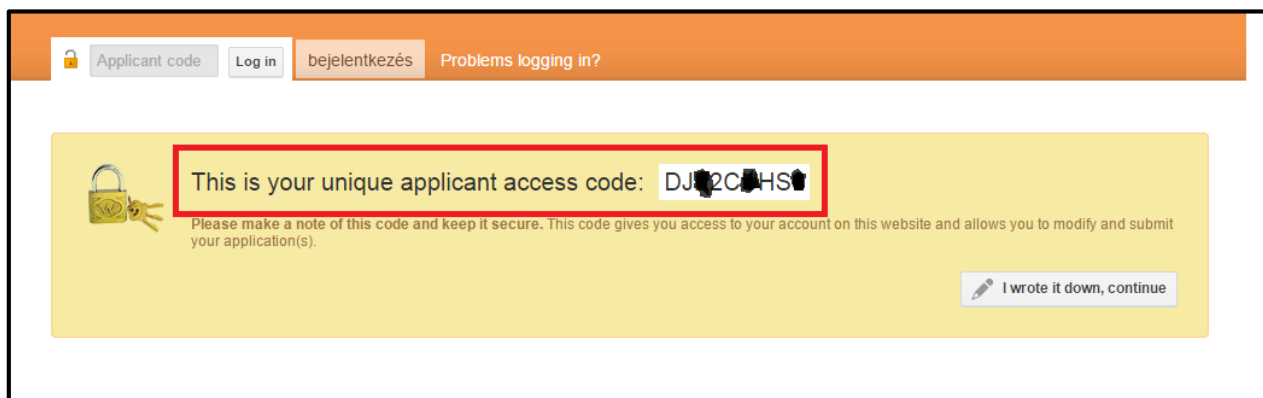 Applicant code Log in bejelentkezés Problems logging in?
This is your unique applicant access code:
Please make a note of this code and keep it secure. This code gives you access to your account on this website and allows you to modify and submit
your application(s).
I wrote it down, continue